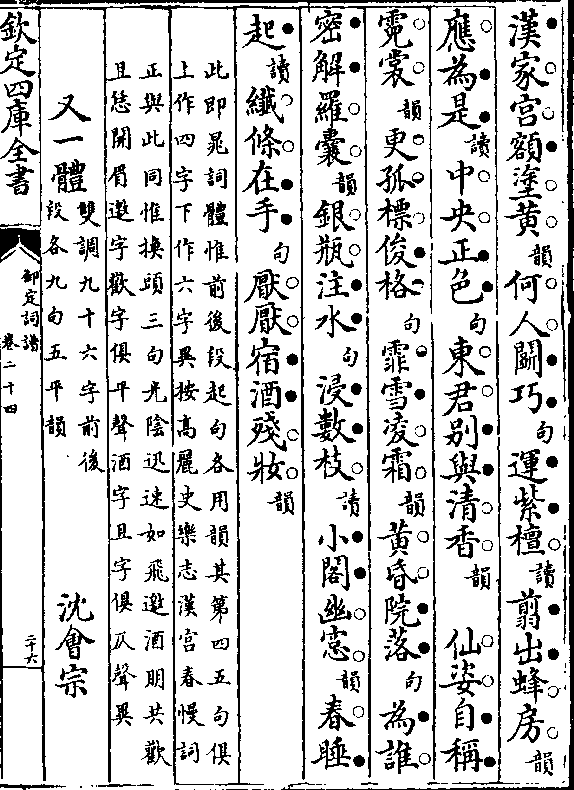 漢家宮額塗黃韻何人鬬巧句運紫檀讀翦出蜂房韻
應為是讀中央正色句東君别與清香韻 仙姿自稱
霓裳韻更孤標俊格句霏雪凌霜韻黃昏院落句為誰
密解羅囊韻銀瓶注水句浸數枝讀小閣幽窻韻春睡
起讀纎條在手句厭厭宿酒殘妝韻
此即晁詞體惟前後段起句各用韻其第四五句俱
上作四字下作六字異按高麗史樂志漢宮春慢詞
正與此同惟換頭三句光陰迅速如飛邀酒朋共歡
且恁開眉邀字歡字俱平聲酒字且字俱仄聲異
又一體雙調九十六字前後
段各九句五平韻 沈會宗
欽定四庫全書
御定詞譜
卷二十四
二十六